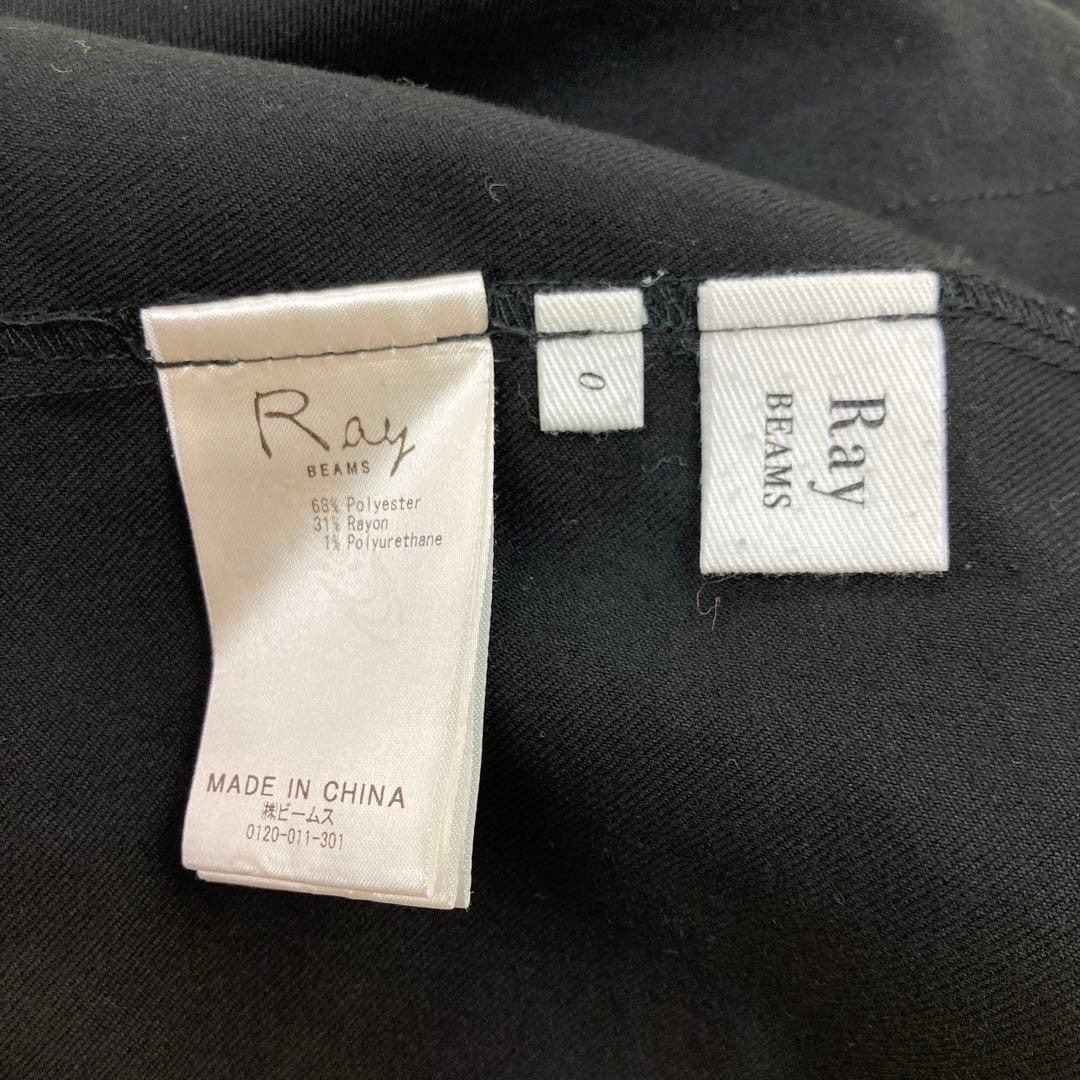 Ray
BEAMS
68% Polyester
31% Rayon
1% Polyurethane
MADE IN CHINA
㈱ビームス
0120-011-301
0
Ray
BEAMS